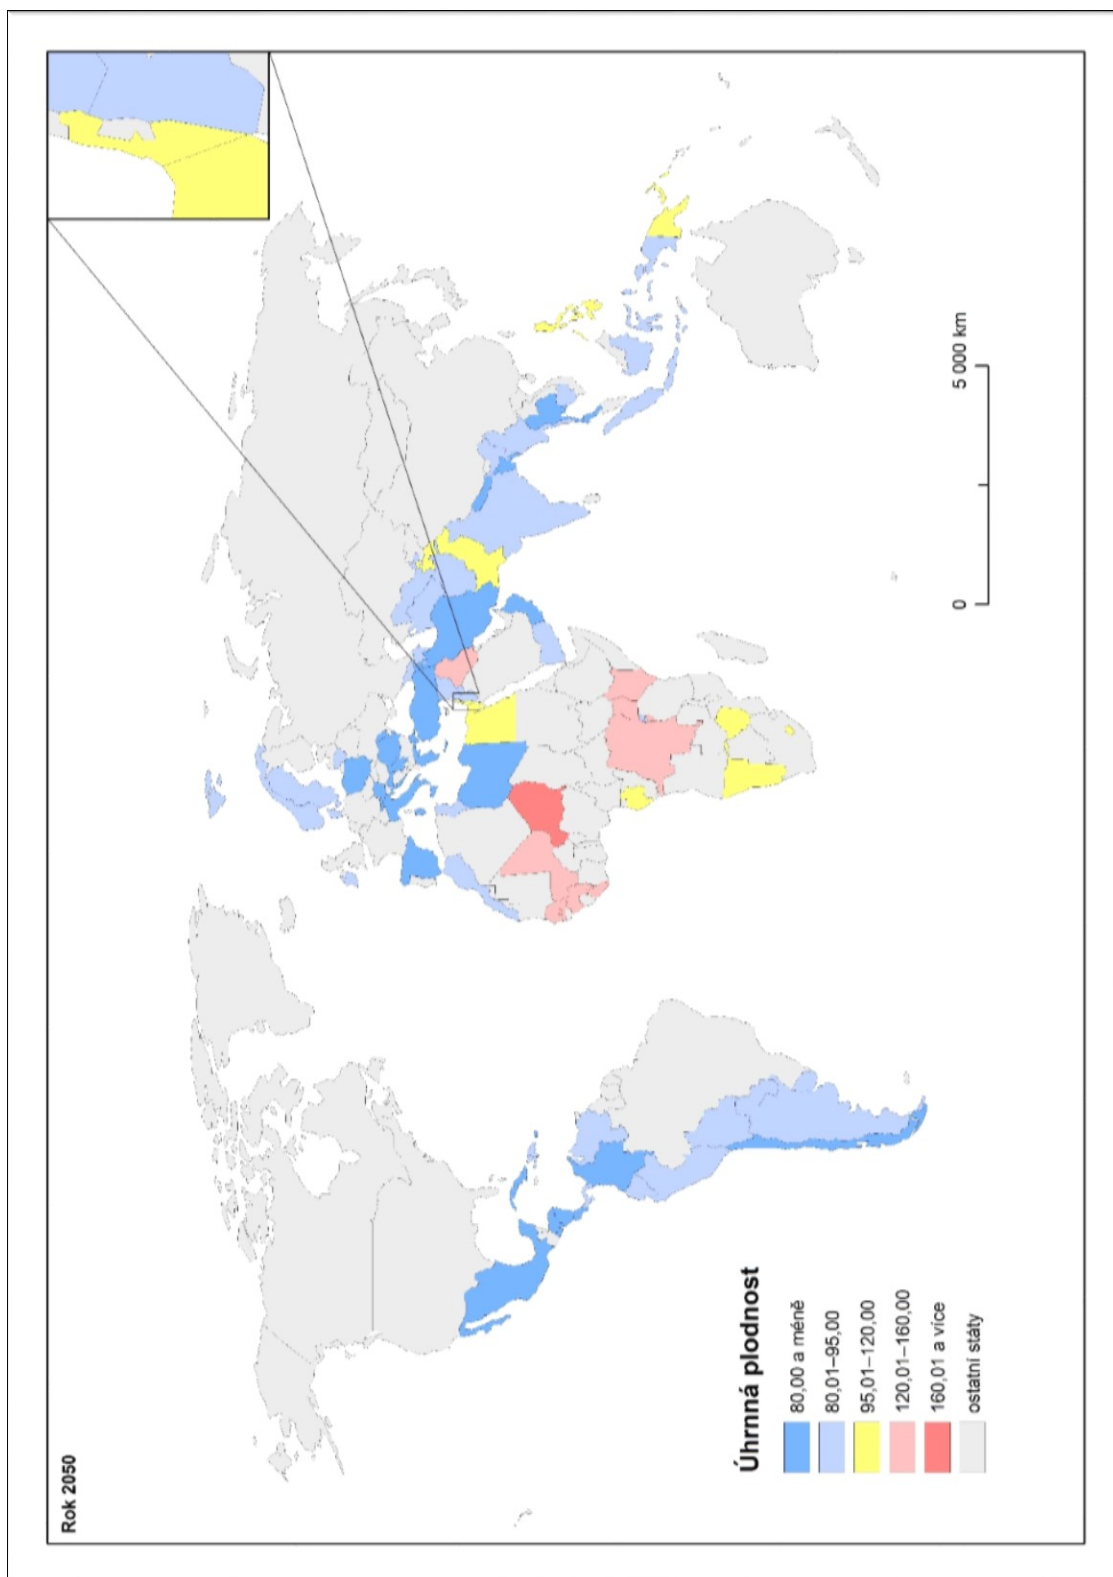 Rok 2050
Úhrnná plodnost
80,00 a méně
80,01–95,00
95,01–120,00
120,01–160,00
160,01 a více
ostatní státy
0 5 000 km